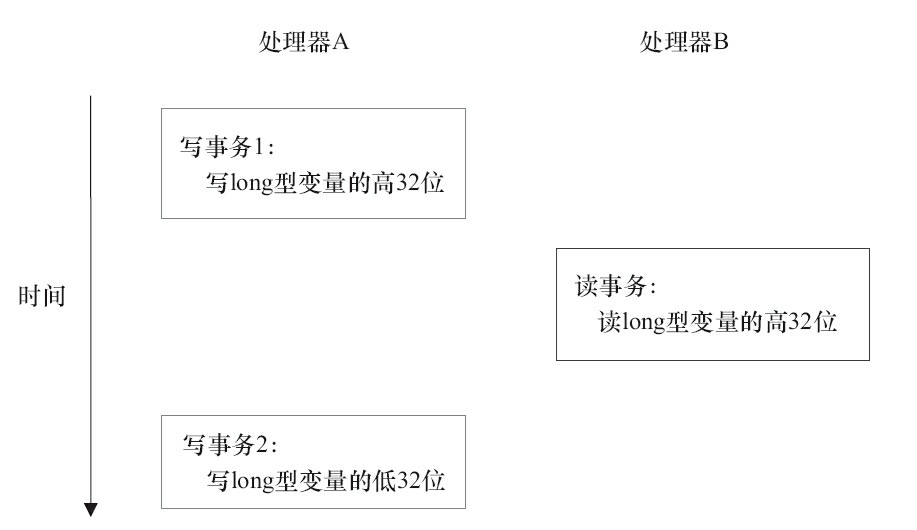 处理器A
处理器B
写事务1：
写long型变量的高32位
时间
读事务：
读long型变量的高32位
写事务2：
写long型变量的低32位